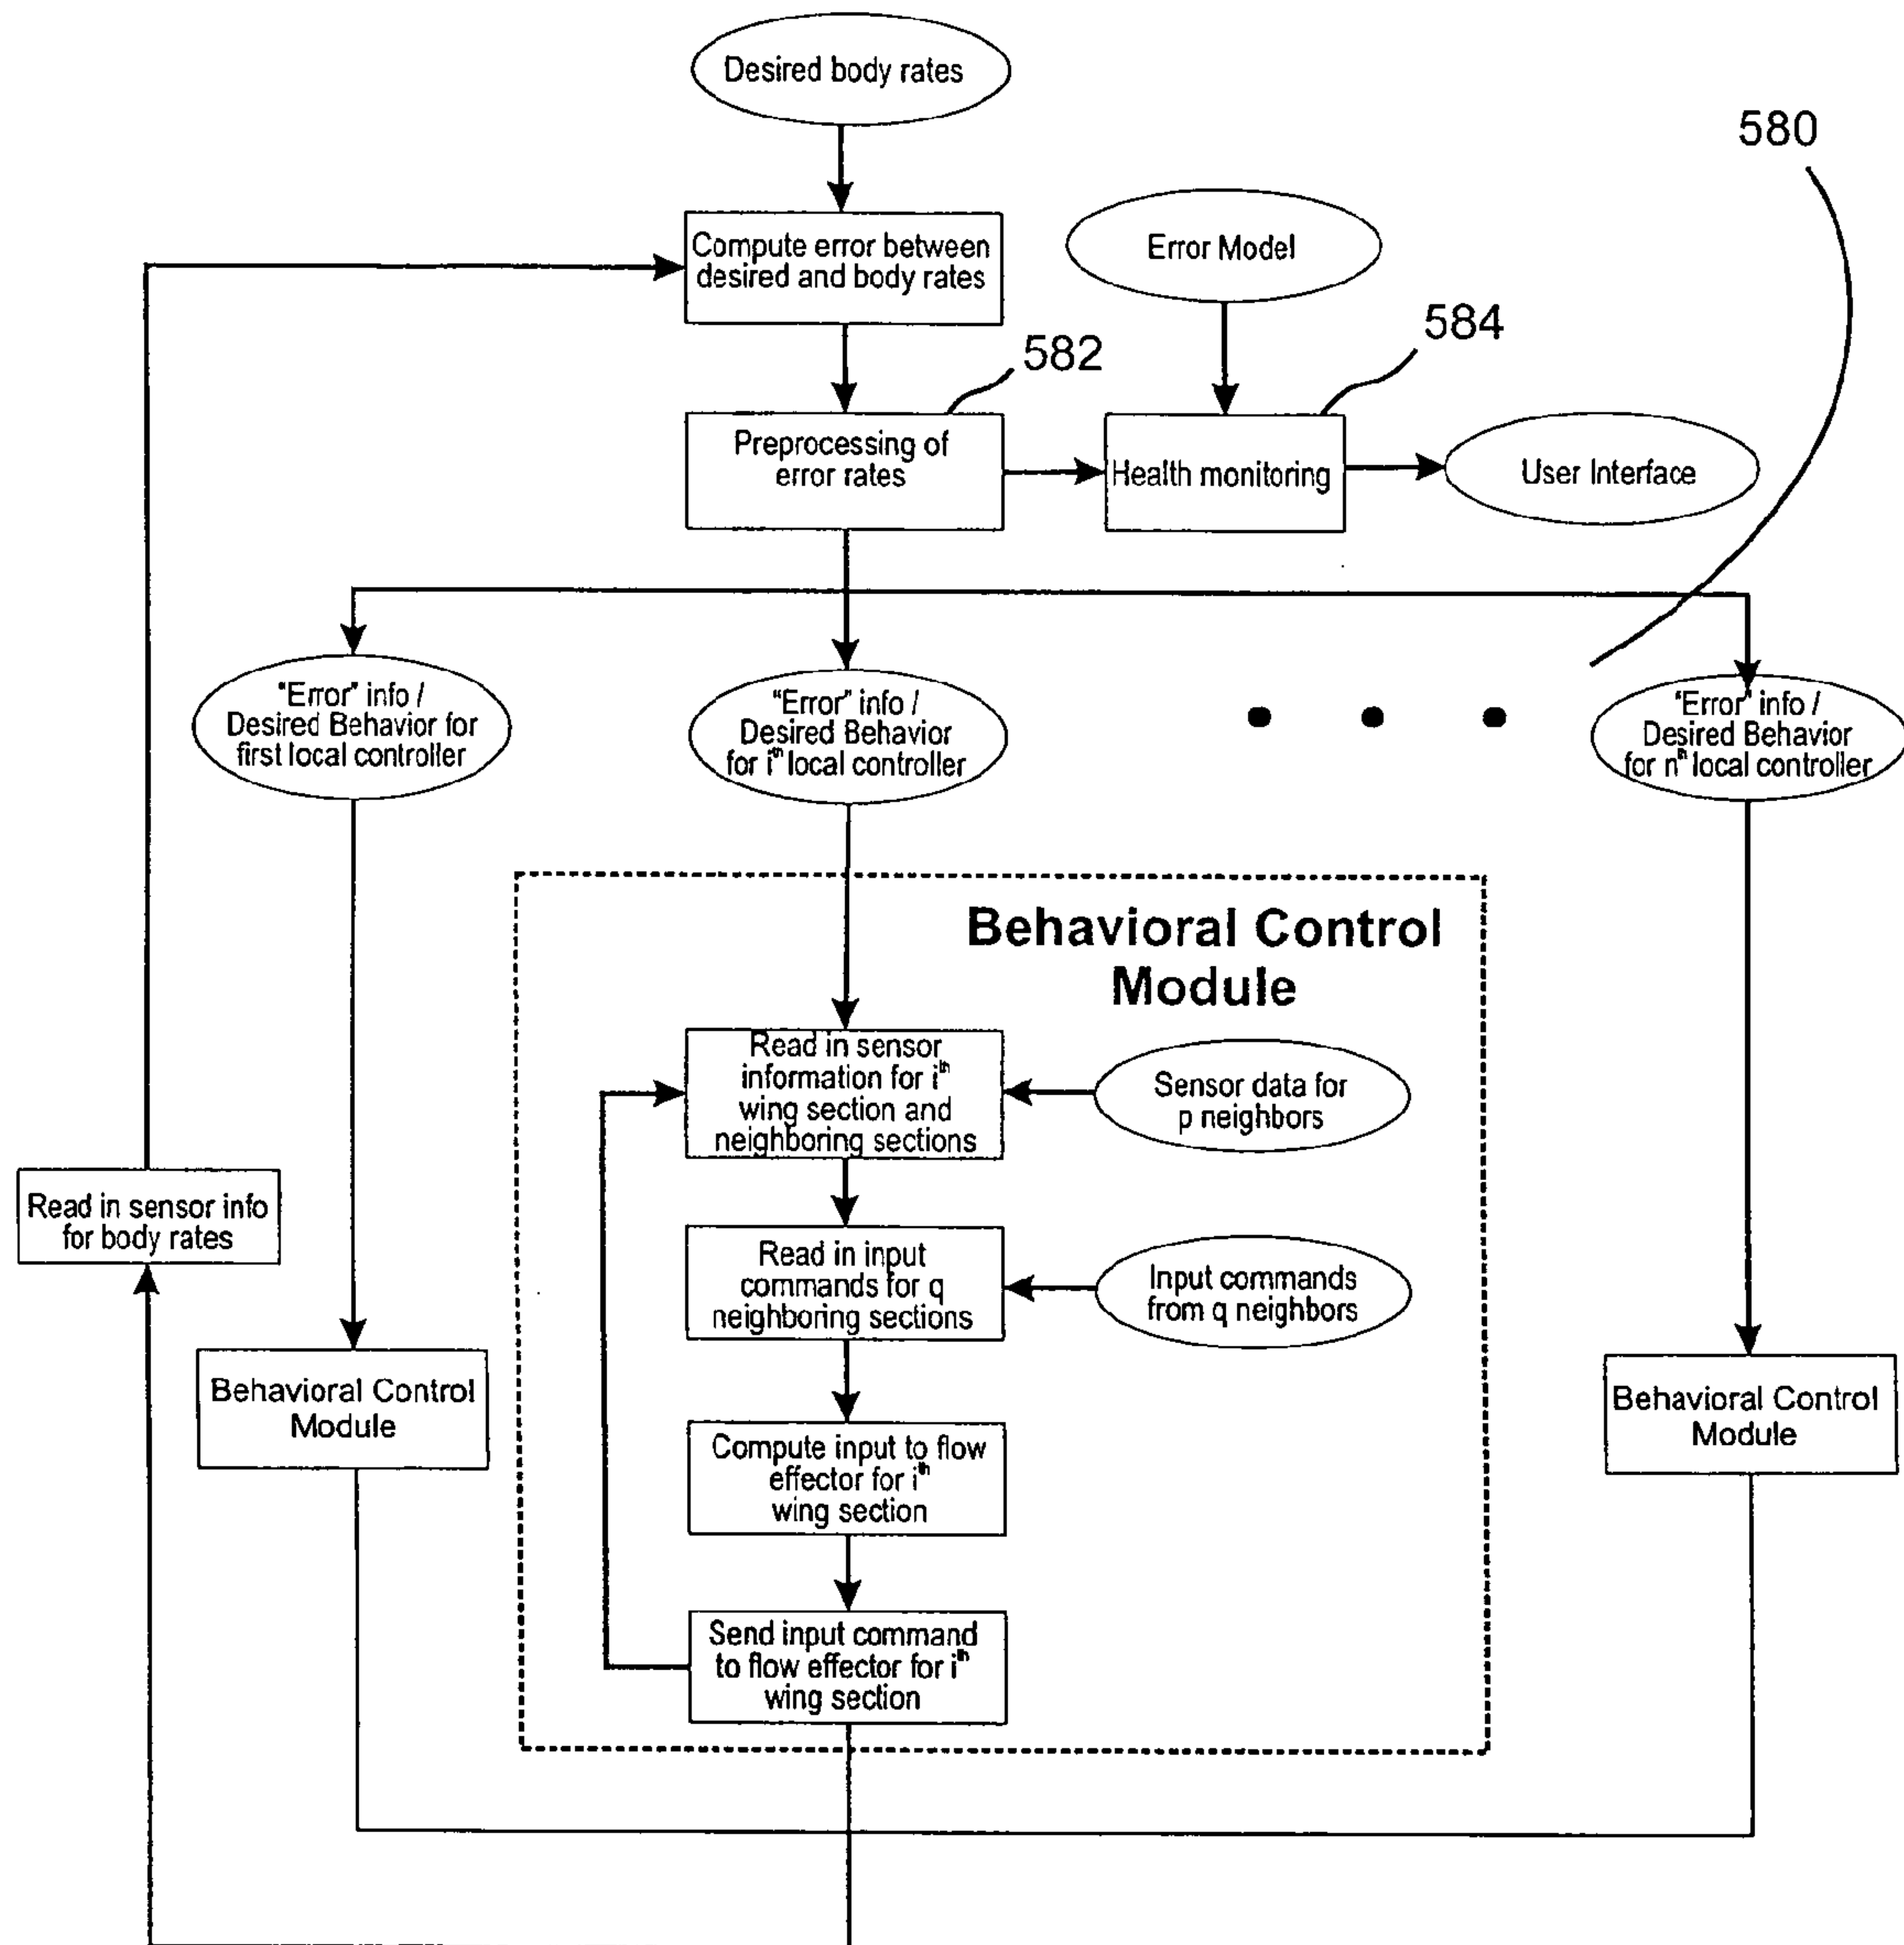 Desired body rates
580
Compute error between
desired and body rates
Error Model
582
584
Preprocessing of
error rates
Health monitoring
User Interface
"Error" info /
Desired Behavior for
first local controller
"Error" info /
Desired Behavior
for iᵗʰ local controller
"Error" info /
Desired Behavior
for nᵗʰ local controller
Behavioral Control
Module
Read in sensor
information for iᵗʰ
wing section and
neighboring sections
Sensor data for
p neighbors
Read in sensor info
for body rates
Read in input
commands for q
neighboring sections
Input commands
from q neighbors
Behavioral Control
Module
Behavioral Control
Module
Compute input to flow
effector for iᵗʰ
wing section
Send input command
to flow effector for iᵗʰ
wing section